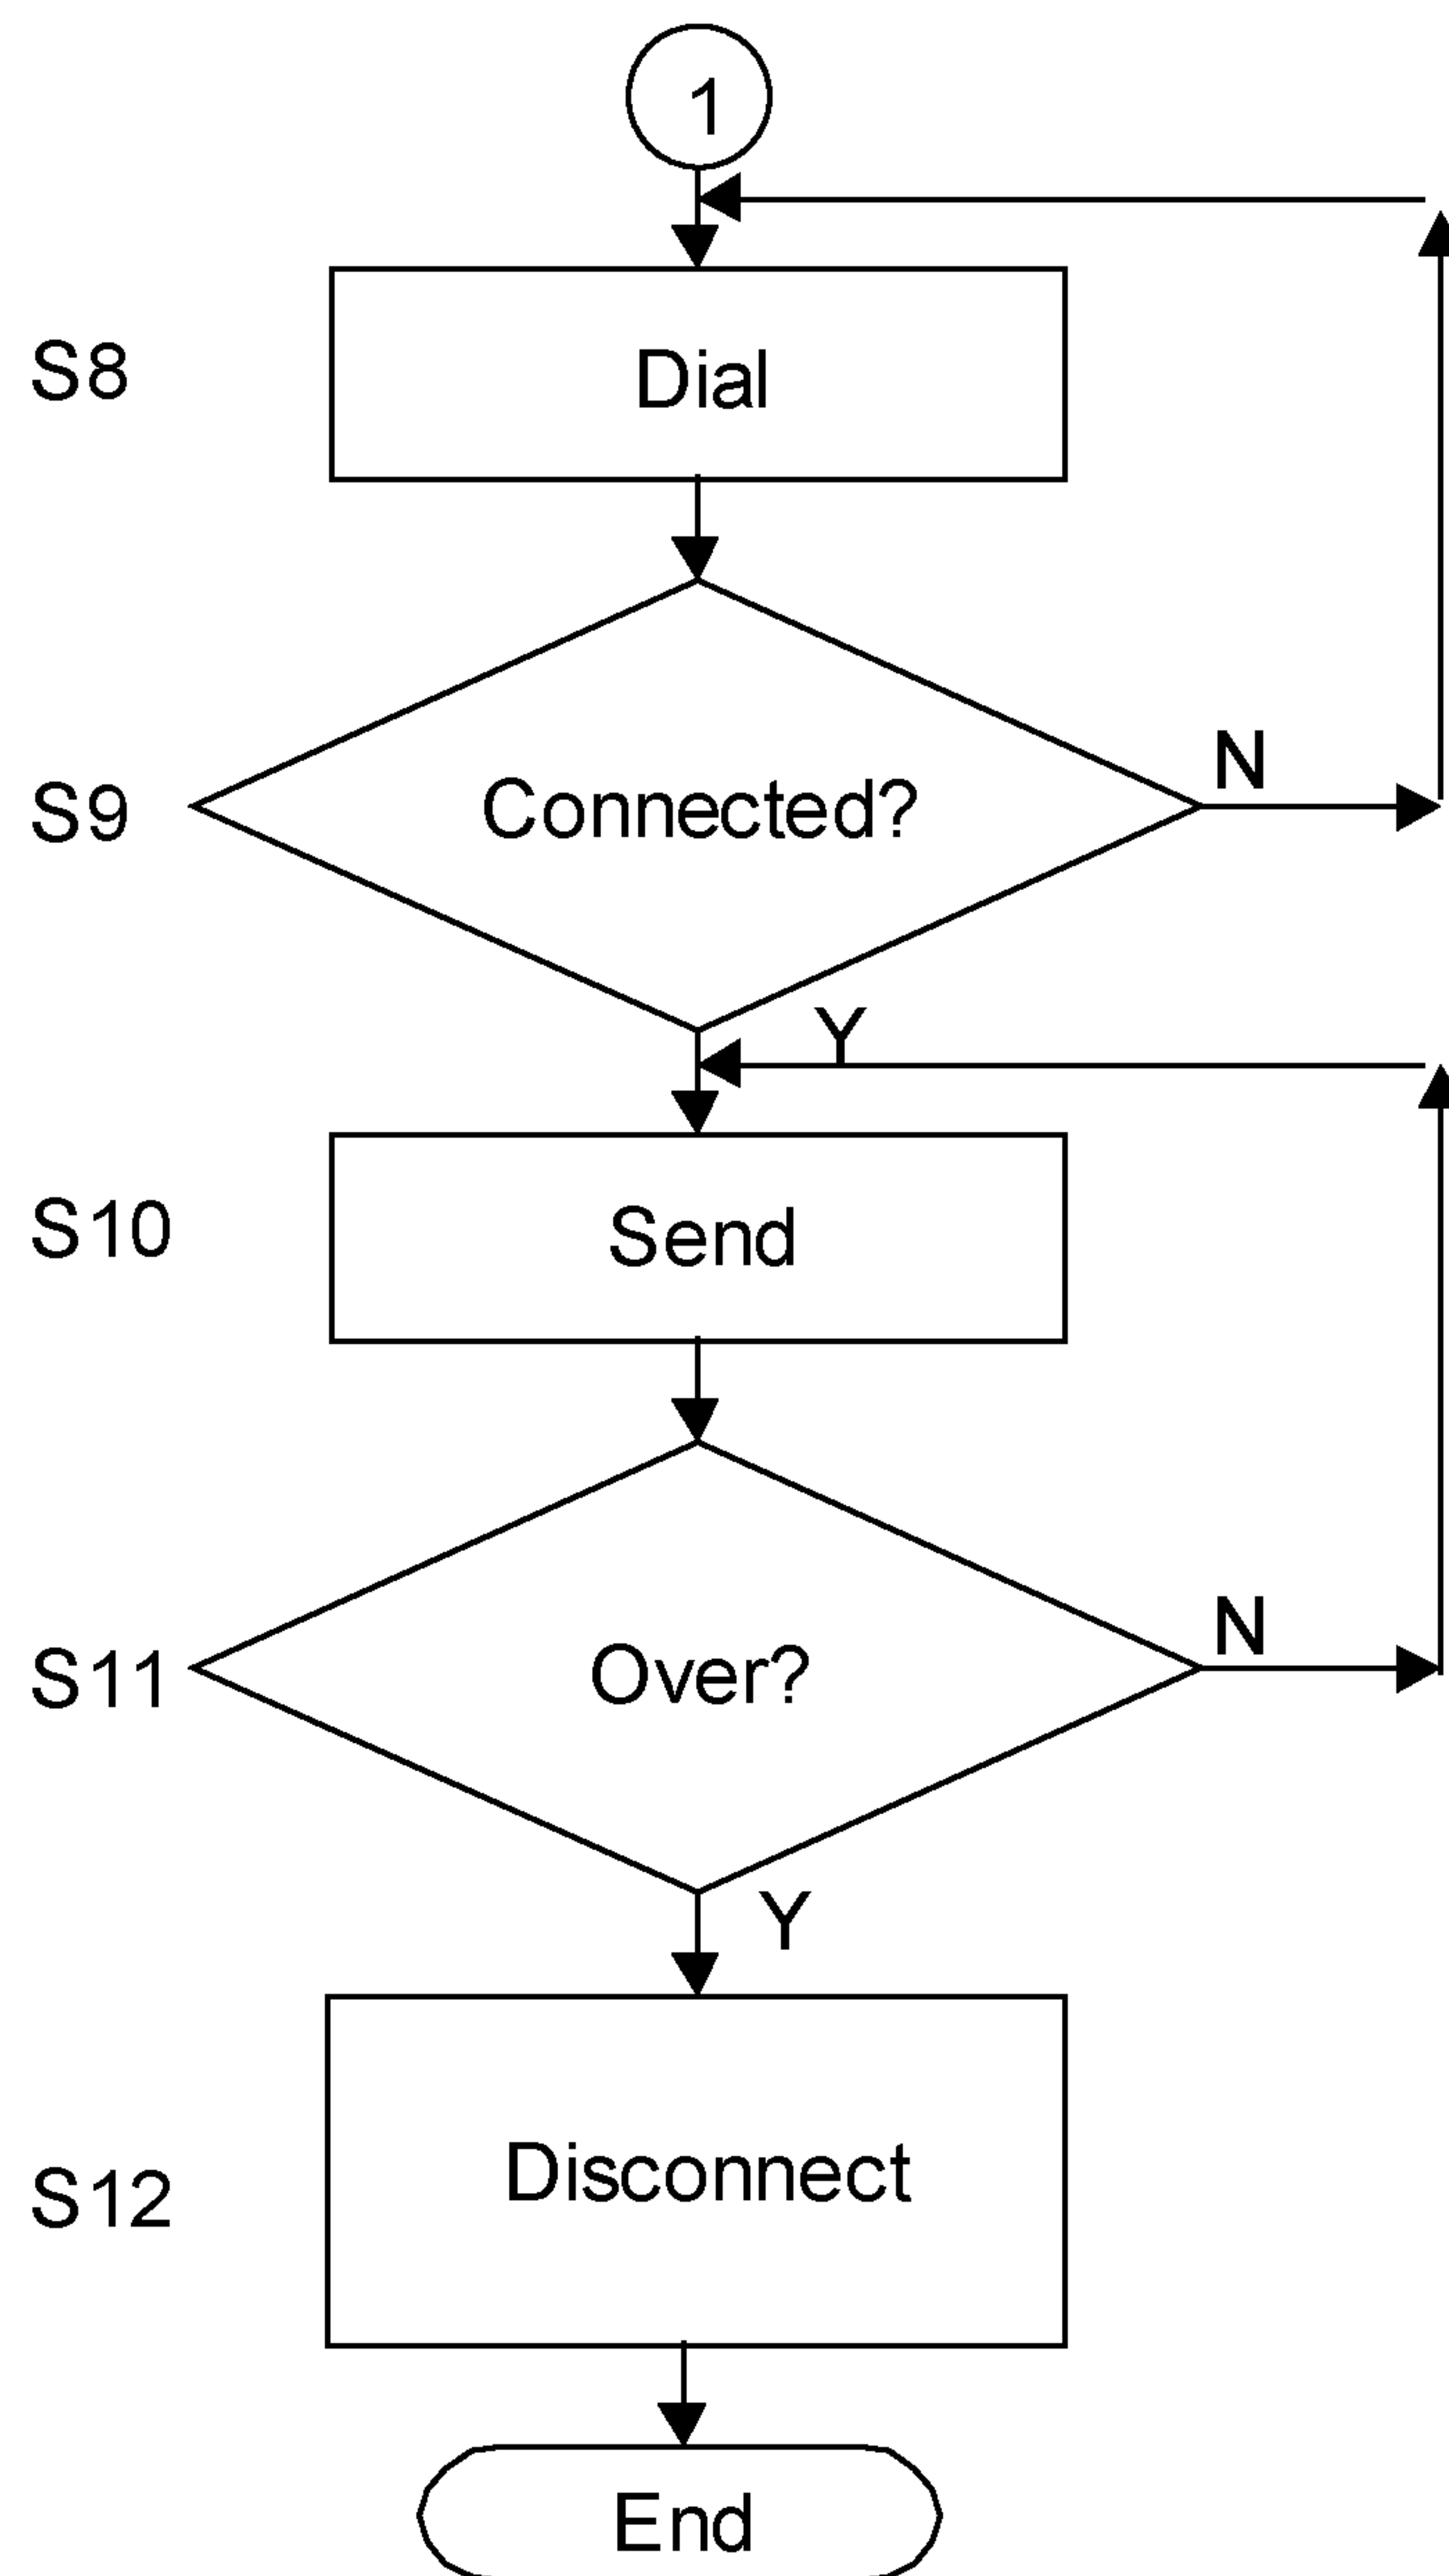 1
S8
Dial
S9
Connected?
N
Y
S10
Send
S11
Over?
N
Y
S12
Disconnect
End